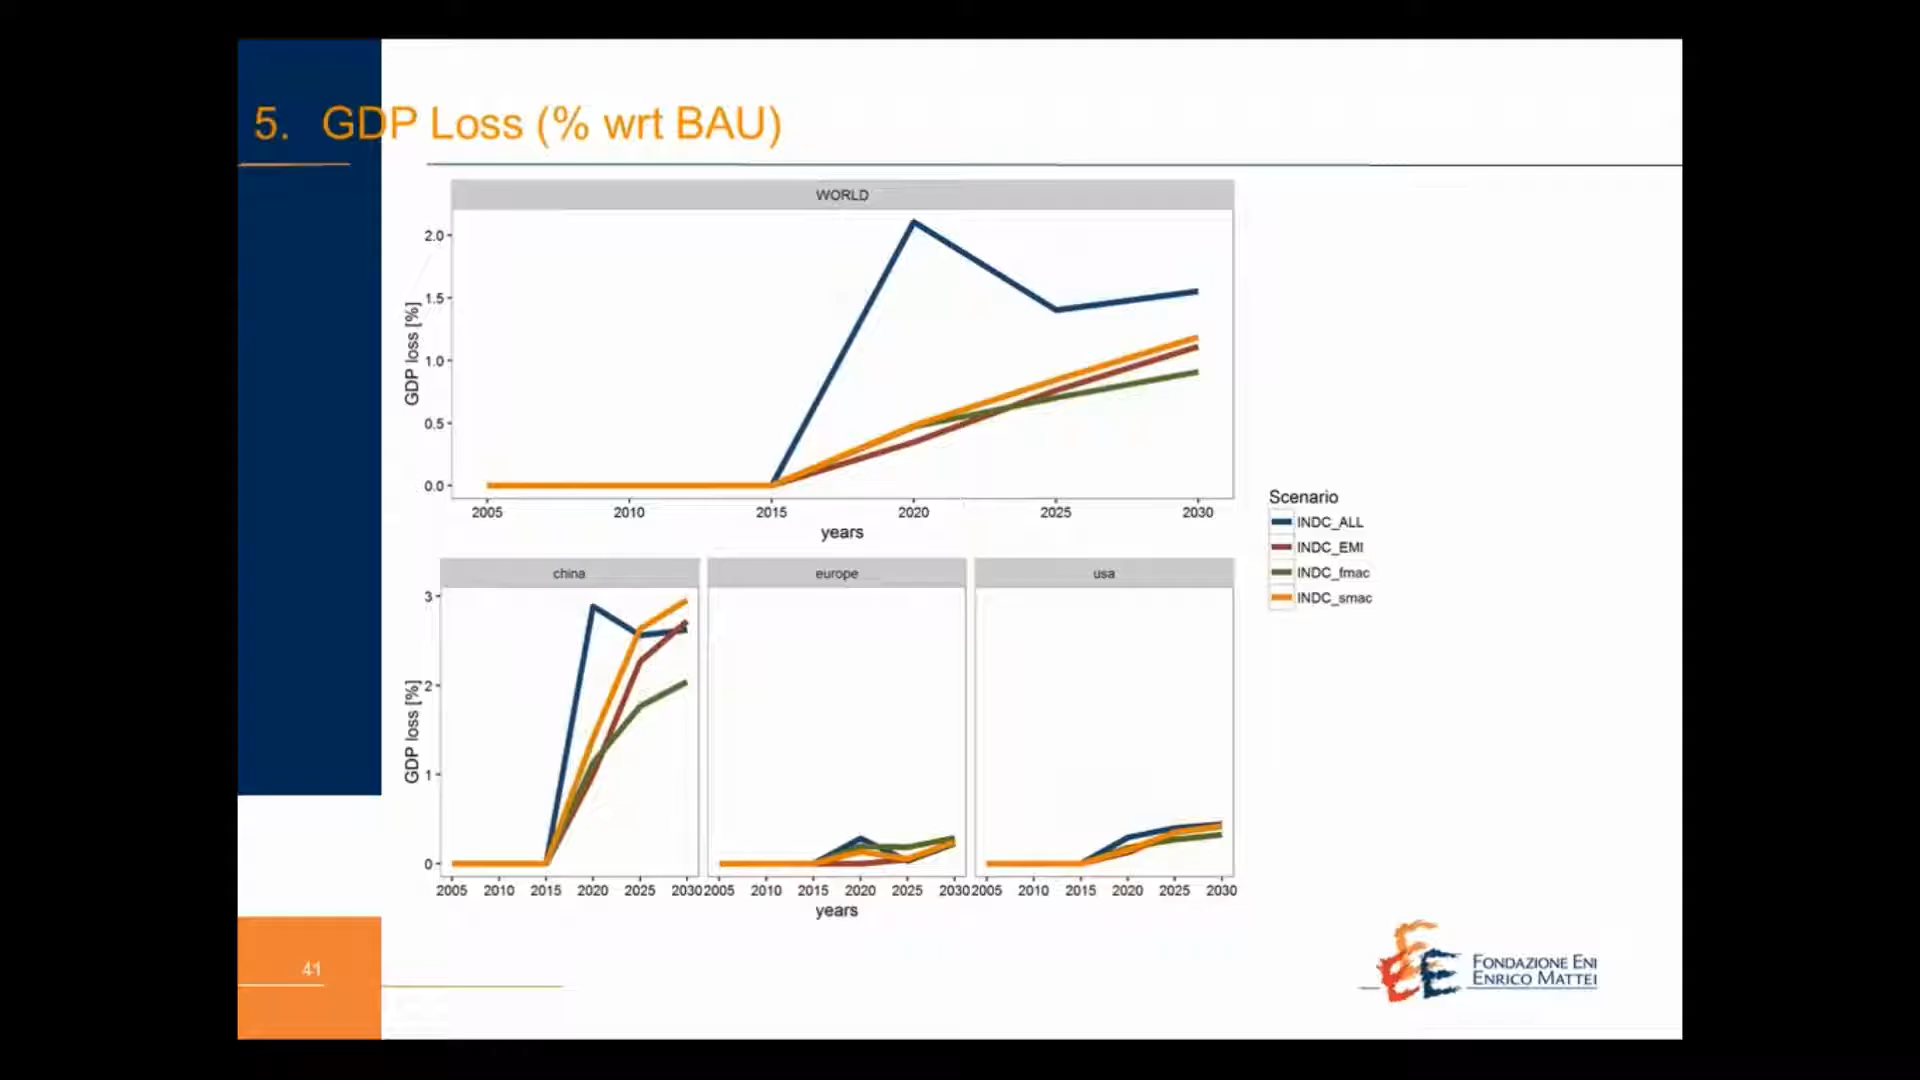 5. GDP Loss (% wrt BAU)
WORLD
GDP loss [%]
2.0
1.5
1.0
0.5
0.0
2005 2010 2015 2020 2025 2030
years
Scenario
INDC_ALL
INDC_EMI
INDC_fmac
INDC_smac
china europe usa
GDP loss [%]
3
2
1
0
2005 2010 2015 2020 2025 2030 2005 2010 2015 2020 2025 2030 2005 2010 2015 2020 2025 2030
years
41
FONDAZIONE ENI
ENRICO MATTEI